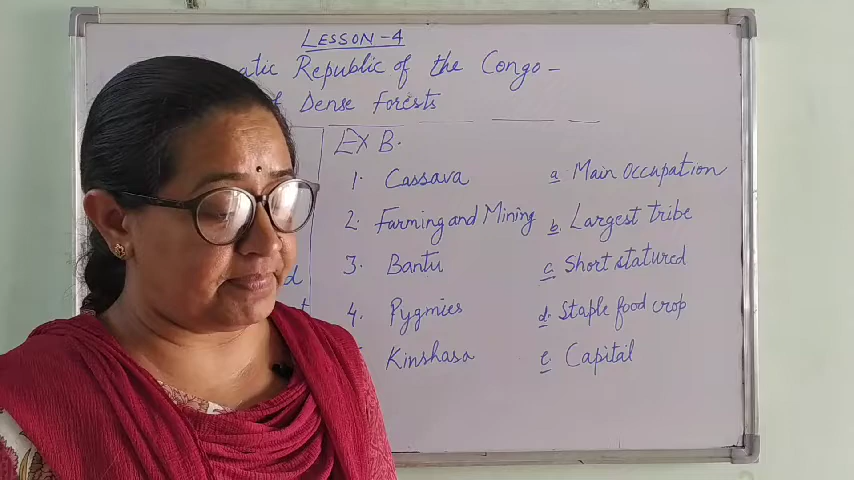 LESSON-4
atic Republic of the Congo-
f Dense Forests
EX B.
1. Cassava a. Main Occupation
2. Farming and Mining b. Largest tribe
3. Bantu c. Short statured
4. Pygmies d. Staple food crop
Kinshasa e. Capital